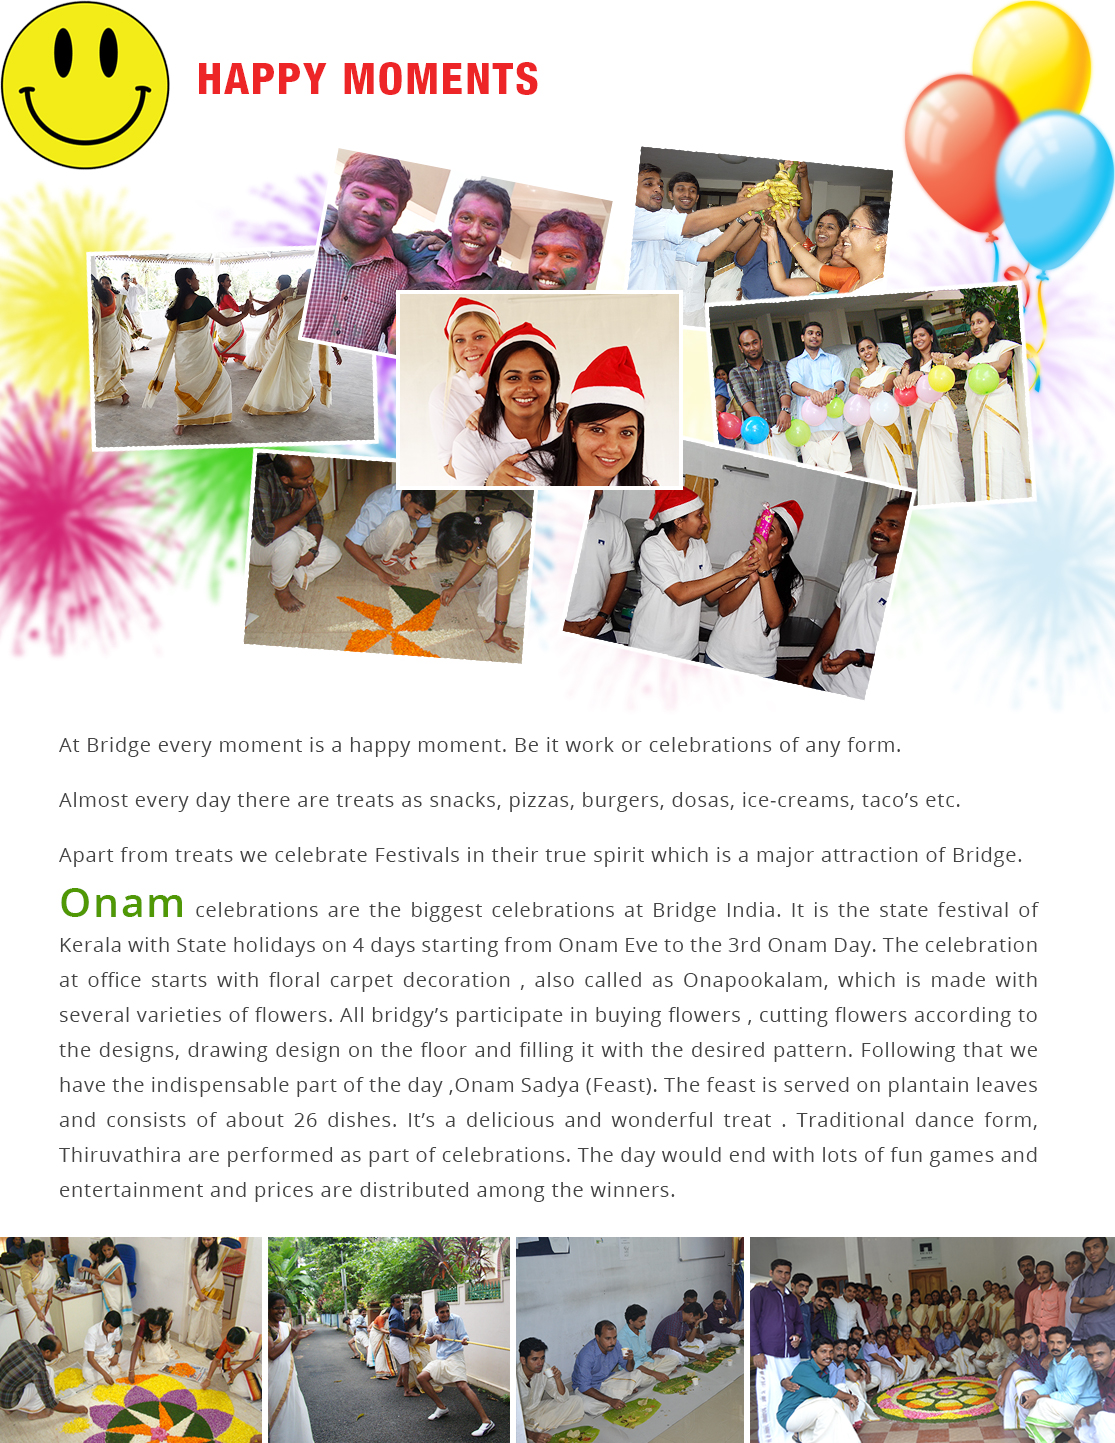 HAPPY MOMENTS
At Bridge every moment is a happy moment. Be it work or celebrations of any form.
Almost every day there are treats as snacks, pizzas, burgers, dosas, ice-creams, taco’s etc.
Apart from treats we celebrate Festivals in their true spirit which is a major attraction of Bridge.
Onam celebrations are the biggest celebrations at Bridge India. It is the state festival of
Kerala with State holidays on 4 days starting from Onam Eve to the 3rd Onam Day. The celebration
at office starts with floral carpet decoration , also called as Onapookalam, which is made with
several varieties of flowers. All bridgy’s participate in buying flowers , cutting flowers according to
the designs, drawing design on the floor and filling it with the desired pattern. Following that we
have the indispensable part of the day ,Onam Sadya (Feast). The feast is served on plantain leaves
and consists of about 26 dishes. It’s a delicious and wonderful treat . Traditional dance form,
Thiruvathira are performed as part of celebrations. The day would end with lots of fun games and
entertainment and prices are distributed among the winners.